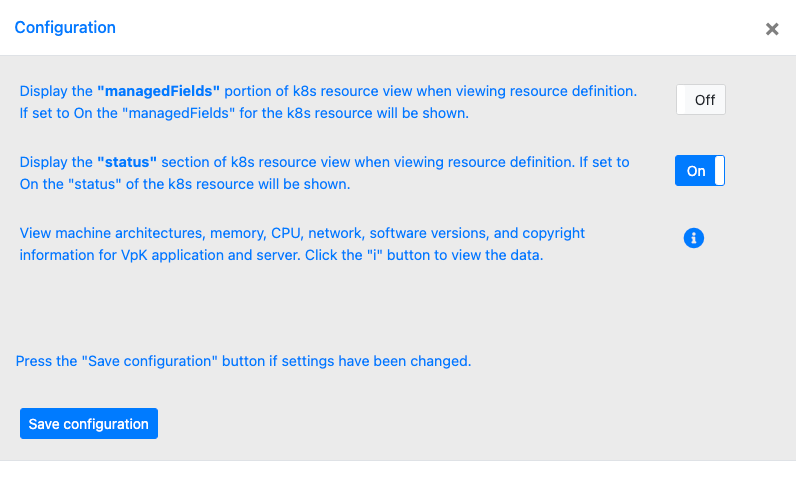 Configuration
Display the "managedFields" portion of k8s resource view when viewing resource definition.
If set to On the "managedFields" for the k8s resource will be shown.
Off
Display the "status" section of k8s resource view when viewing resource definition. If set to
On the "status" of the k8s resource will be shown.
On
View machine architectures, memory, CPU, network, software versions, and copyright
information for VpK application and server. Click the "i" button to view the data.
Press the "Save configuration" button if settings have been changed.
Save configuration